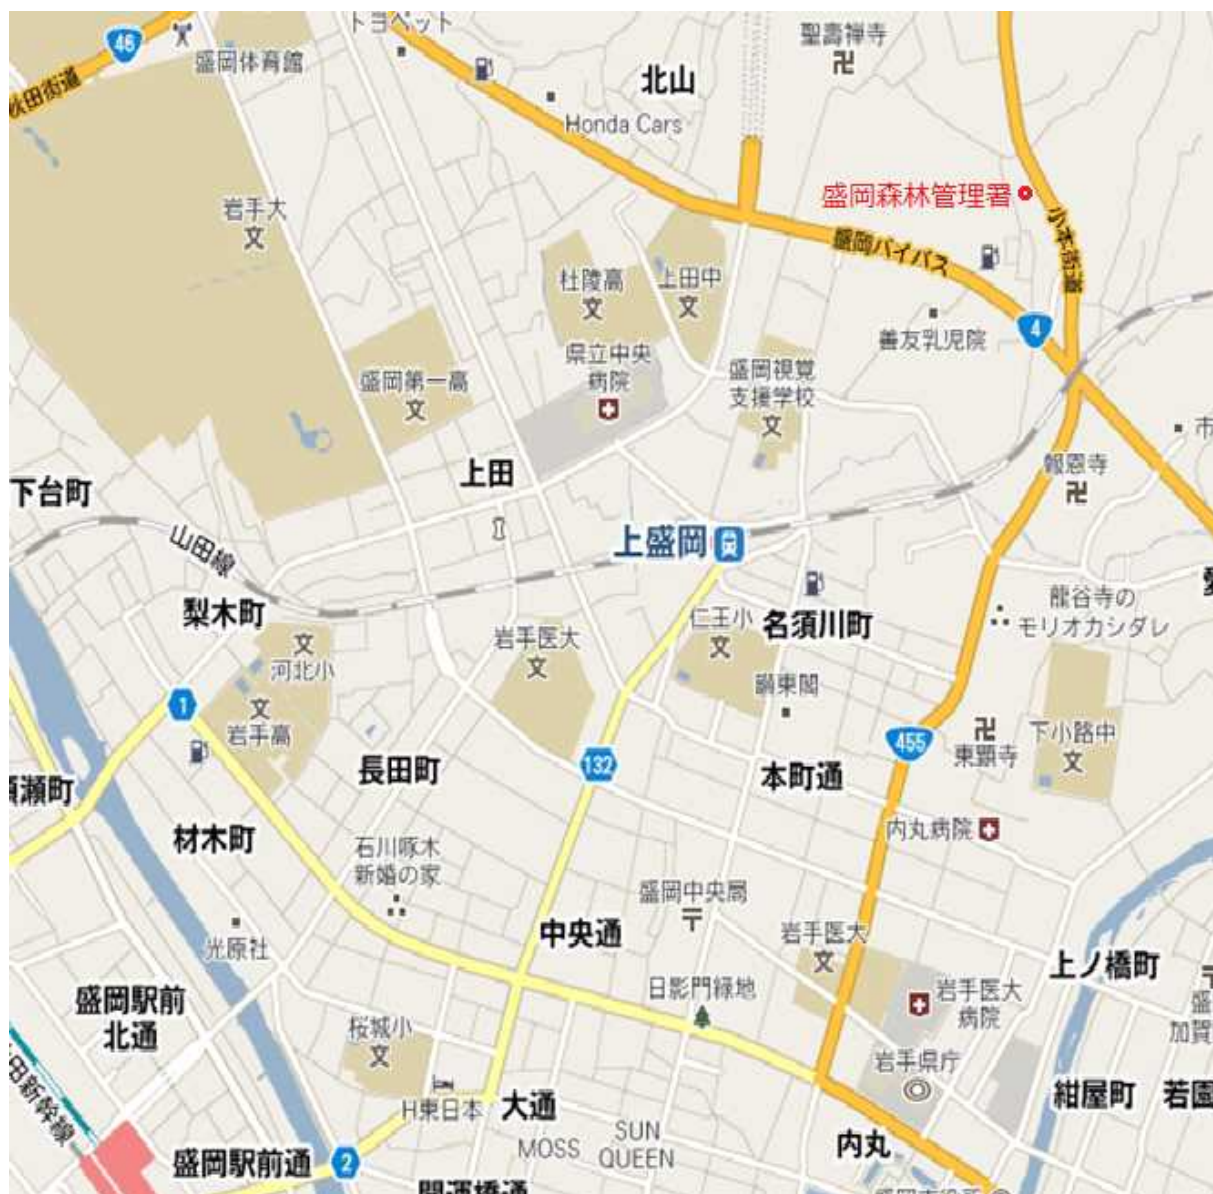 トヨペット
46
盛岡体育館
秋田街道
聖壽禅寺
北山
Honda Cars
盛岡森林管理署
岩手大
小本街道
盛岡バイパス
杜陵高
上田中
4
善友乳児院
県立中央
病院
盛岡第一高
盛岡視覚
支援学校
市
報恩寺
上田
下台町
上盛岡
山田線
龍谷寺の
モリオカシダレ
梨木町
仁王小
名須川町
岩手医大
河北小
顕東閣
1
岩手高
455
東顕寺
下小路中
132
長田町
本町通
内丸病院
材木町
石川啄木
新婚の家
盛岡中央局
中央通
岩手医大
光原社
上ノ橋町
日影門緑地
岩手医大
病院
盛岡駅前
北通
桜城小
加賀
岩手県庁
田新幹線
H東日本
大通
紺屋町
若園
SUN
QUEEN
MOSS
内丸
盛岡駅前通
2
開運橋通